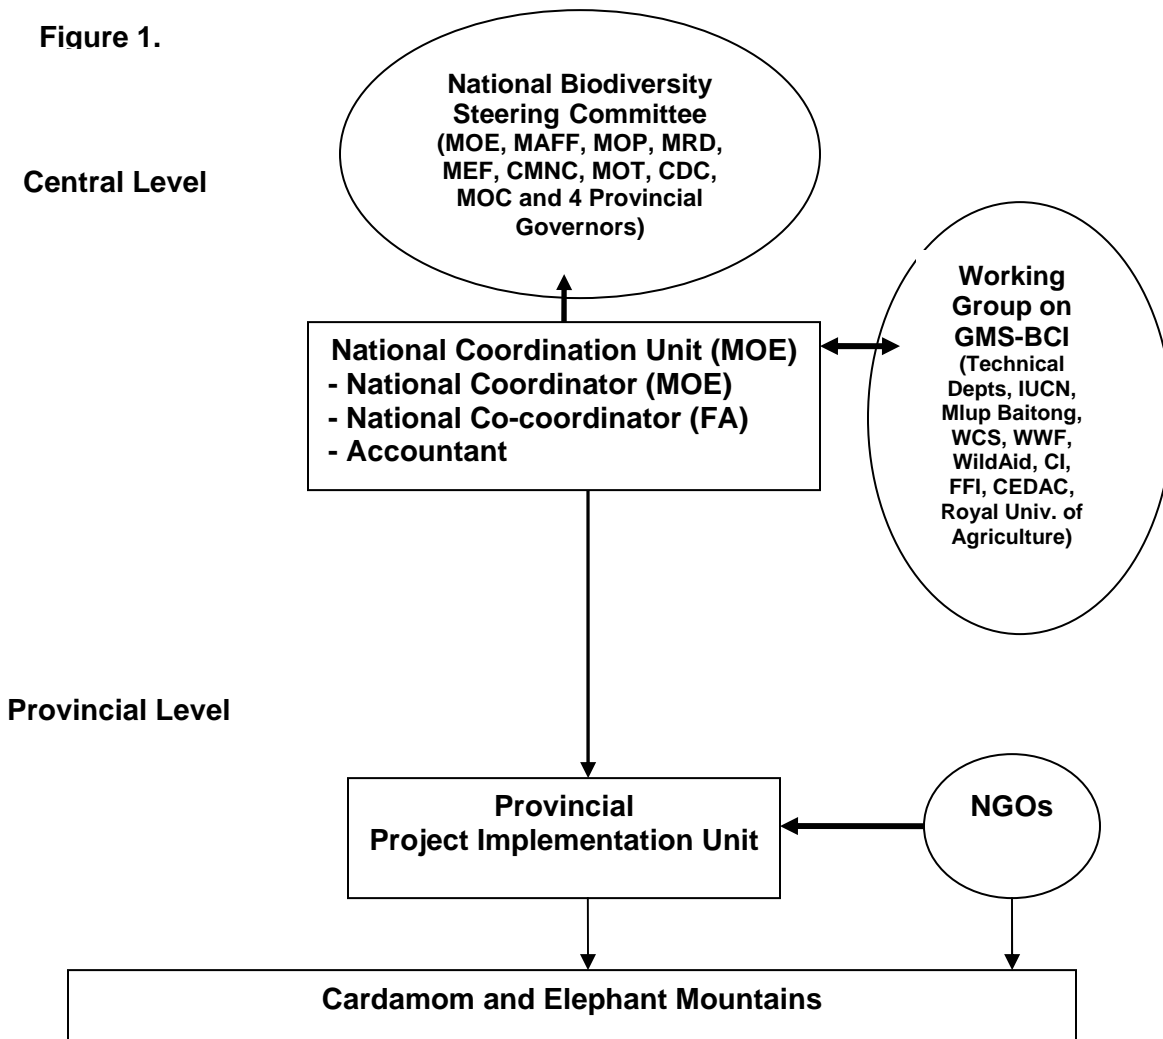 Figure 1.
National Biodiversity
Steering Committee
(MOE, MAFF, MOP, MRD,
MEF, CMNC, MOT, CDC,
MOC and 4 Provincial
Governors)
Central Level
Working
Group on
GMS-BCI
(Technical
Depts, IUCN,
Mlup Baitong,
WCS, WWF,
WildAid, CI,
FFI, CEDAC,
Royal Univ. of
Agriculture)
National Coordination Unit (MOE)
- National Coordinator (MOE)
- National Co-coordinator (FA)
- Accountant
Provincial Level
Provincial
Project Implementation Unit
NGOs
Cardamom and Elephant Mountains